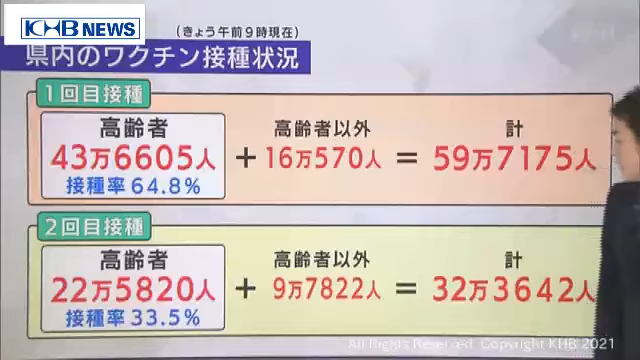 KHB NEWS
(きょう午前9時現在)
県内のワクチン接種状況
1回目接種
高齢者 高齢者以外 計
43万6605人 + 16万570人 = 59万7175人
接種率64.8%
2回目接種
高齢者 高齢者以外 計
22万5820人 + 9万7822人 = 32万3642人
接種率33.5%
All Rights Reserved. Copyright KHB 2021